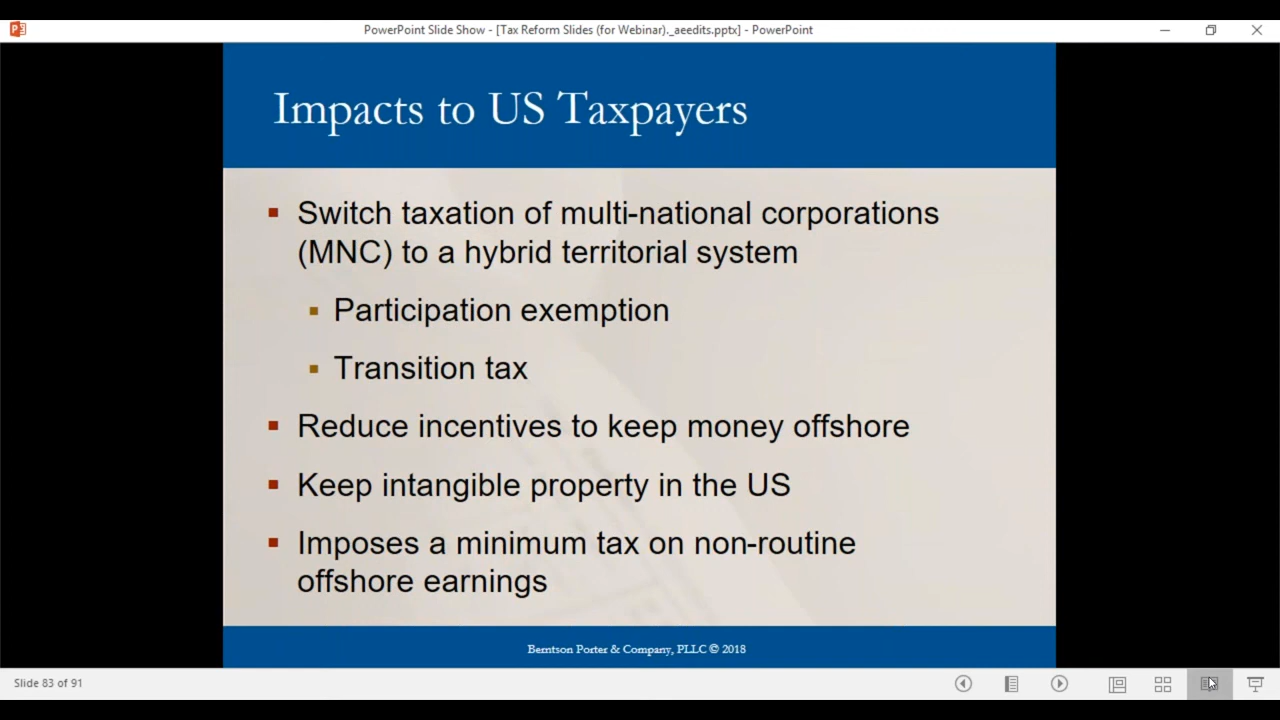 PowerPoint Slide Show - [Tax Reform Slides (for Webinar)._aeedits.pptx] - PowerPoint
Impacts to US Taxpayers
Switch taxation of multi-national corporations
(MNC) to a hybrid territorial system
Participation exemption
Transition tax
Reduce incentives to keep money offshore
Keep intangible property in the US
Imposes a minimum tax on non-routine
offshore earnings
Berntson Porter & Company, PLLC © 2018
Slide 83 of 91